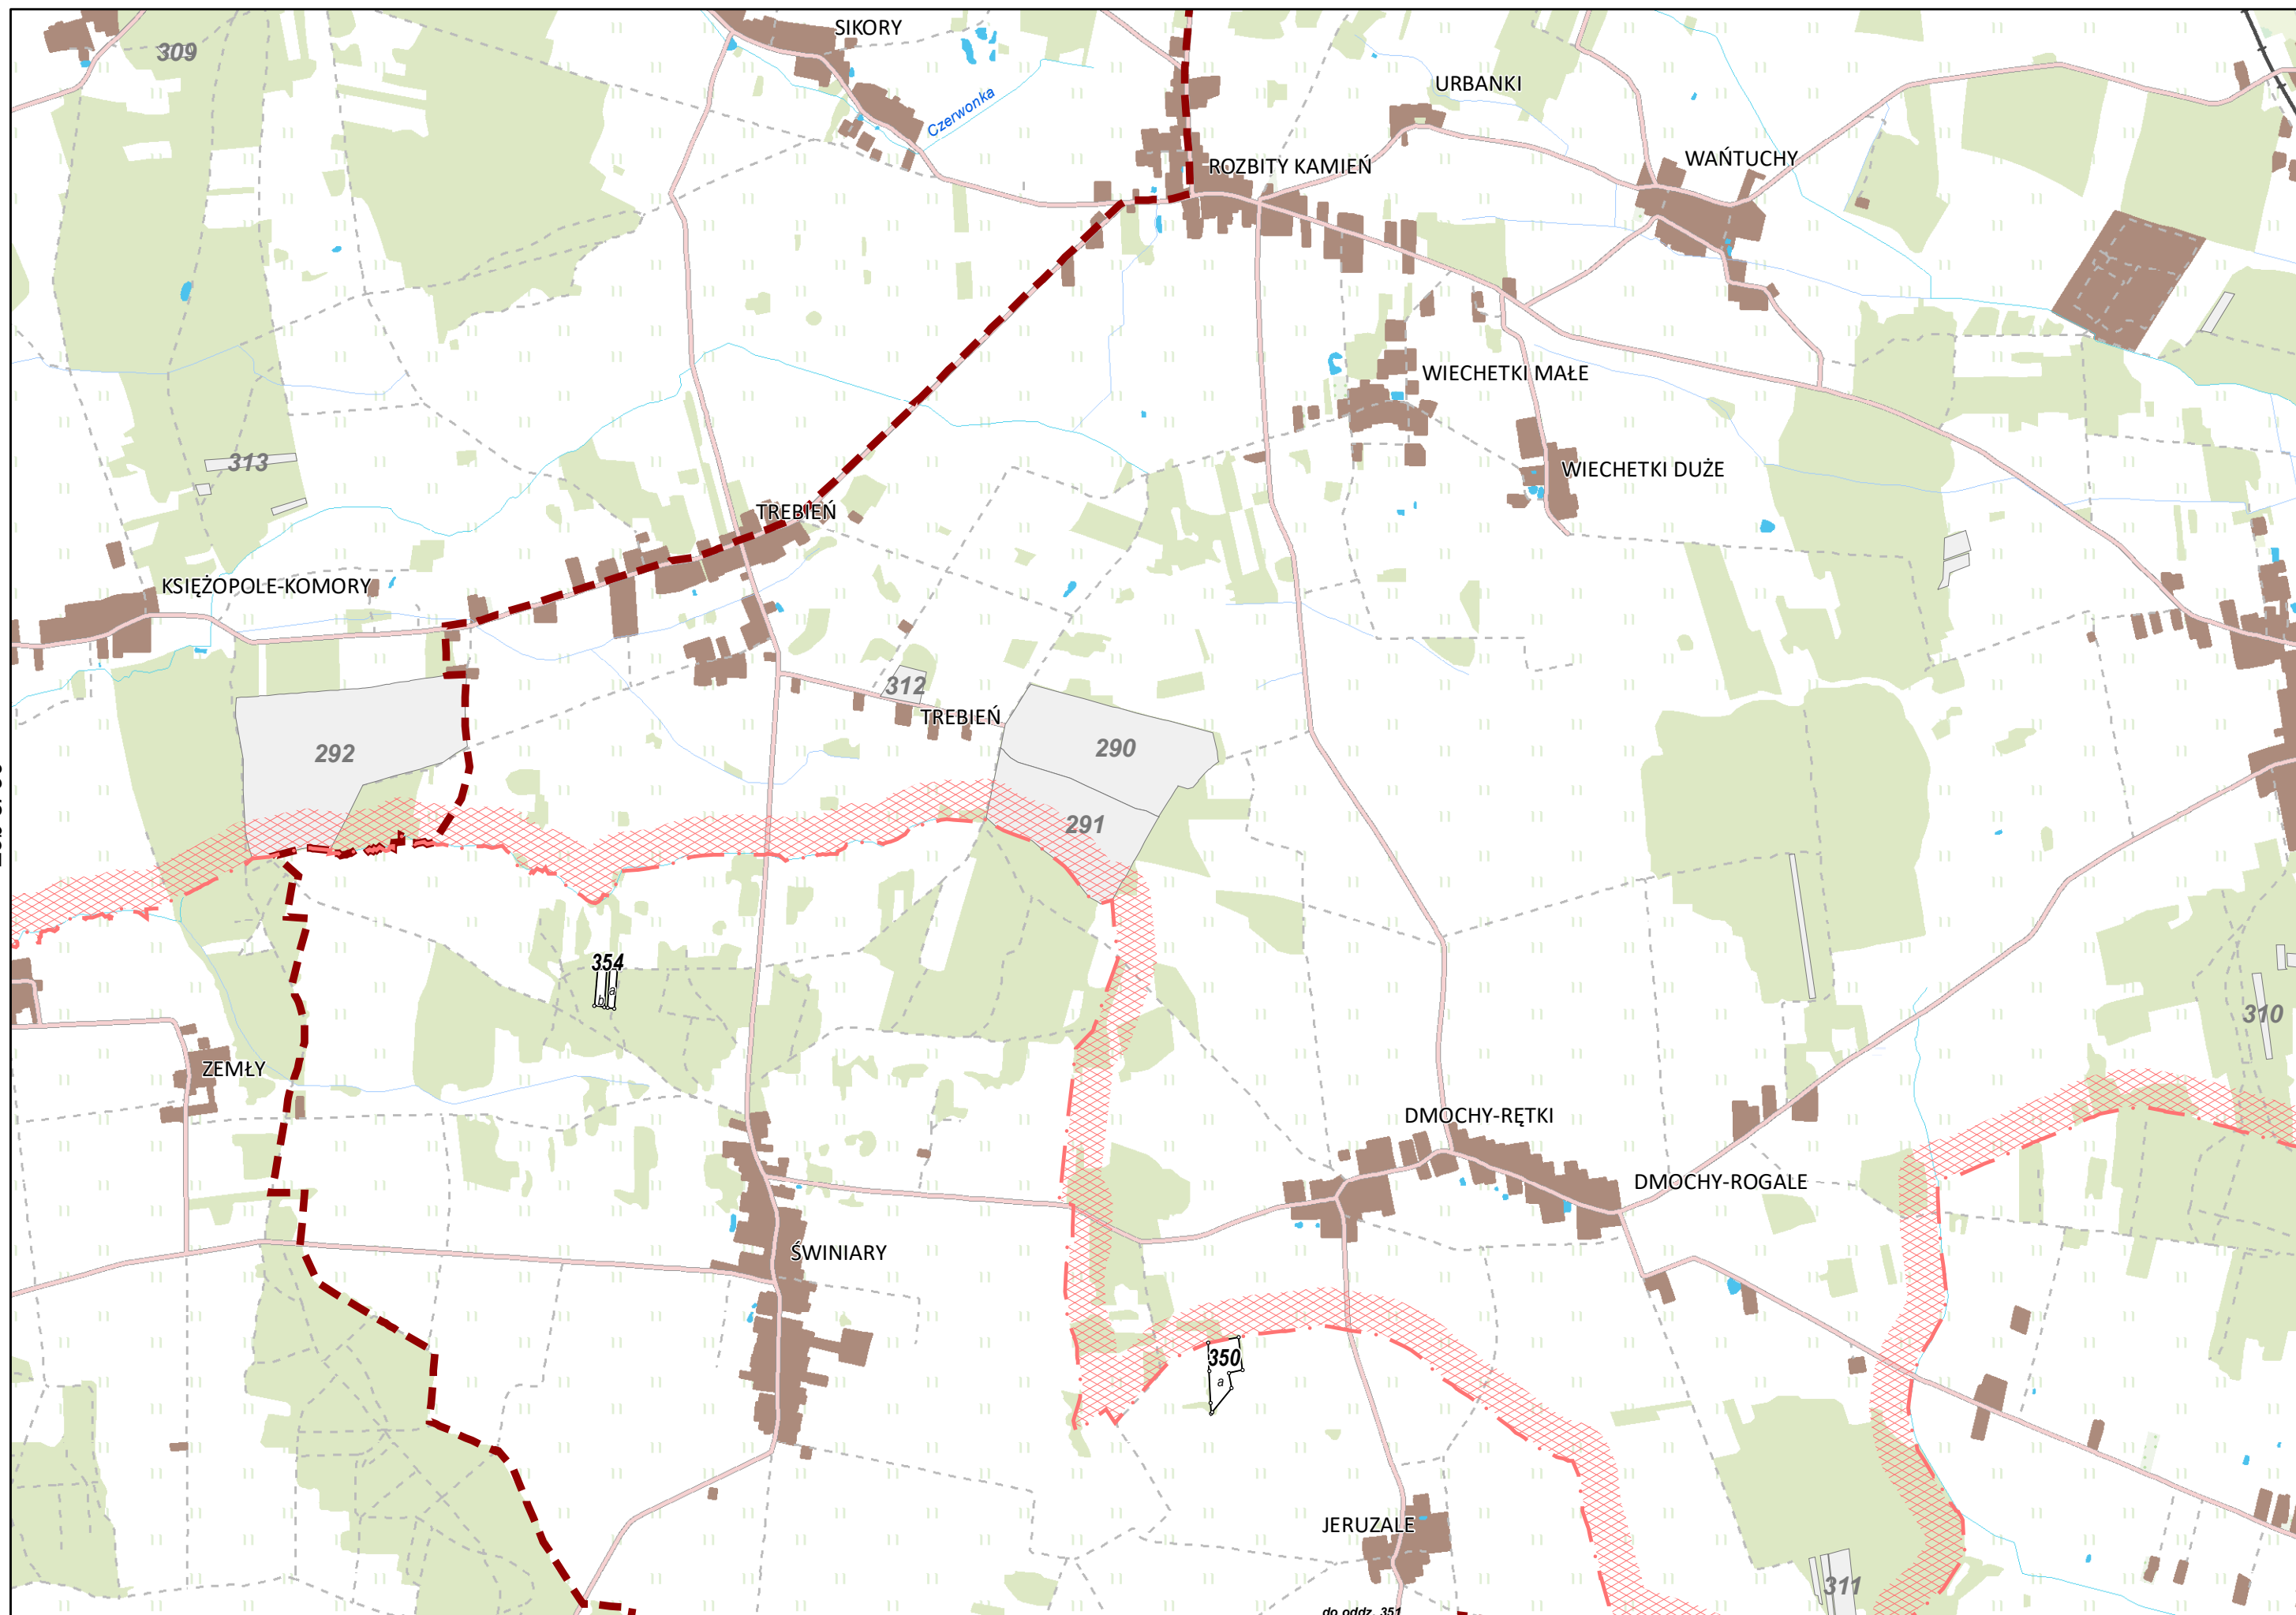 SIKORY
309
URBANKI
Czerwonka
WAŃTUCHY
ROZBITY KAMIEŃ
WIECHETKI MAŁE
313
WIECHETKI DUŻE
TREBIEŃ
KSIĘŻOPOLE-KOMORY
312
TREBIEŃ
290
292
291
354
a
b
310
ZEMŁY
DMOCHY-RĘTKI
DMOCHY-ROGALE
ŚWINIARY
350
a
JERUZALE
311
do oddz. 351